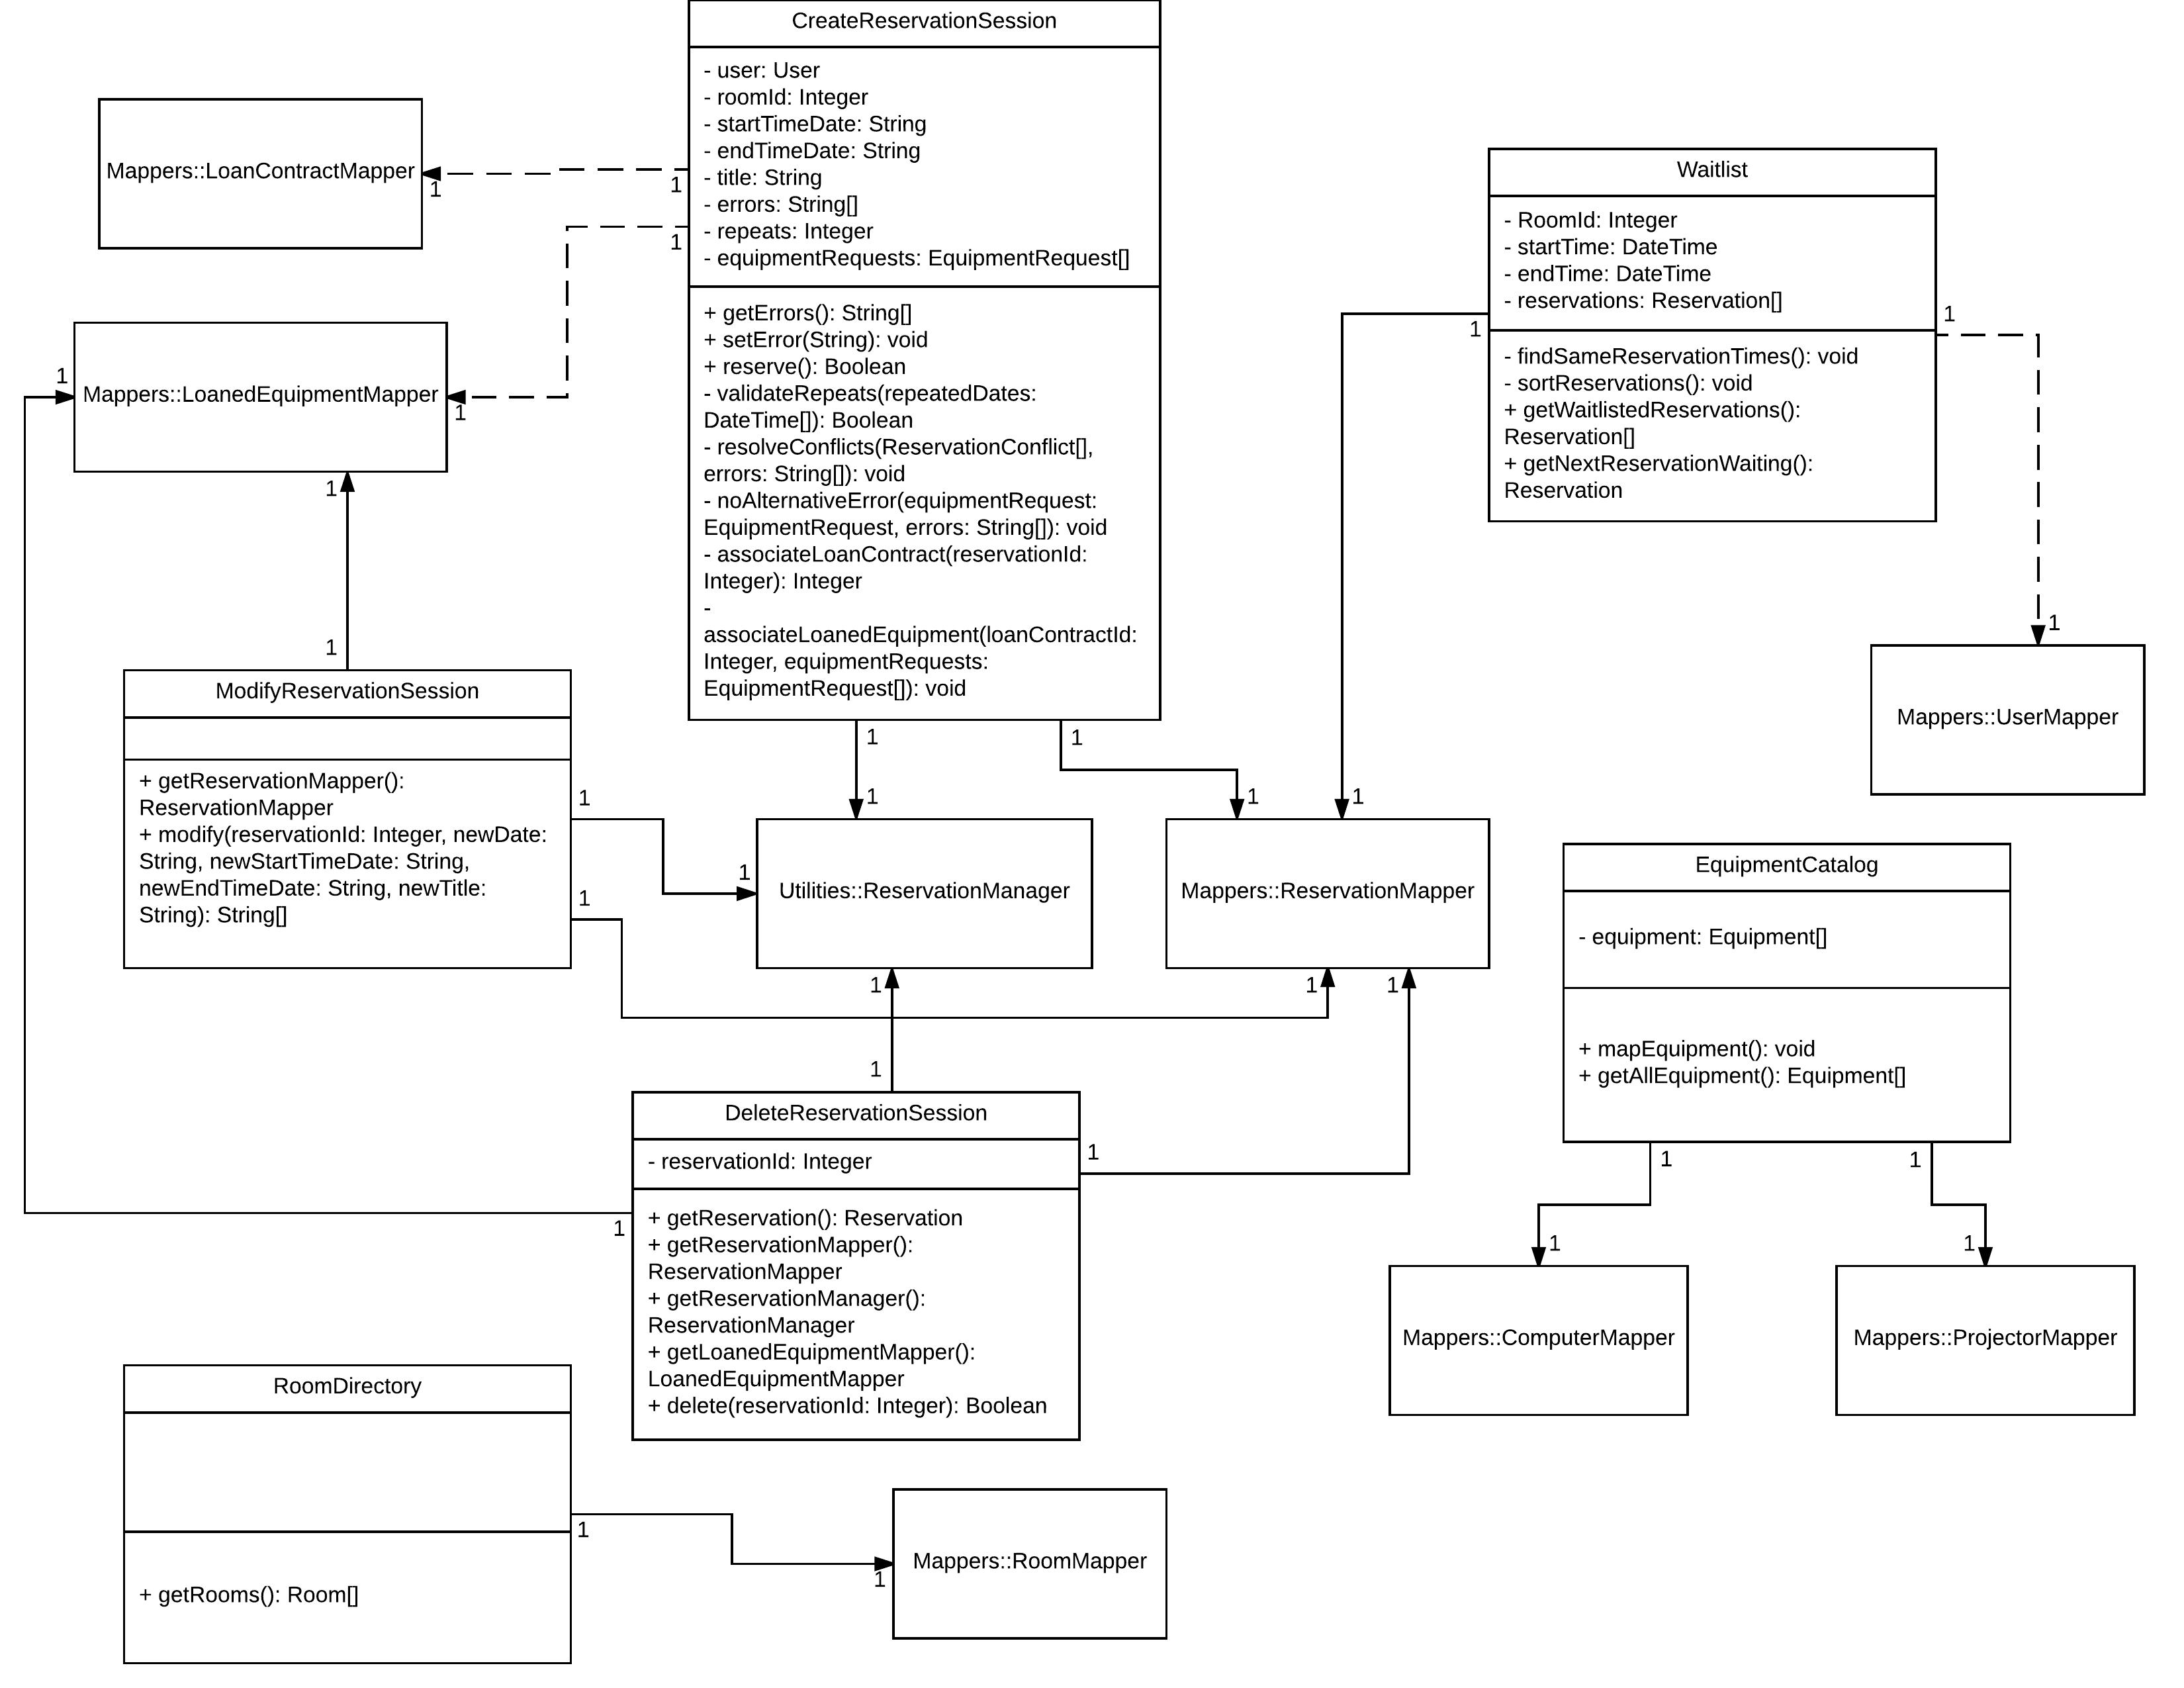 CreateReservationSession
- user: User
- roomId: Integer
- startTimeDate: String
- endTimeDate: String
- title: String
- errors: String[]
- repeats: Integer
- equipmentRequests: EquipmentRequest[]
+ getErrors(): String[]
+ setError(String): void
+ reserve(): Boolean
- validateRepeats(repeatedDates:
DateTime[]): Boolean
- resolveConflicts(ReservationConflict[],
errors: String[]): void
- noAlternativeError(equipmentRequest:
EquipmentRequest, errors: String[]): void
- associateLoanContract(reservationId:
Integer): Integer
-
associateLoanedEquipment(loanContractId:
Integer, equipmentRequests:
EquipmentRequest[]): void
1
1
1
1
Mappers::LoanContractMapper
1
Mappers::LoanedEquipmentMapper
1
1
1
Waitlist
- RoomId: Integer
- startTime: DateTime
- endTime: DateTime
- reservations: Reservation[]
- findSameReservationTimes(): void
- sortReservations(): void
+ getWaitlistedReservations():
Reservation[]
+ getNextReservationWaiting():
Reservation
1
1
1
Mappers::UserMapper
1
ModifyReservationSession
+ getReservationMapper():
ReservationMapper
+ modify(reservationId: Integer, newDate:
String, newStartTimeDate: String,
newEndTimeDate: String, newTitle:
String): String[]
1
1
1
1
Utilities::ReservationManager
1
1
1
Mappers::ReservationMapper
1
1
EquipmentCatalog
- equipment: Equipment[]
+ mapEquipment(): void
+ getAllEquipment(): Equipment[]
1
1
1
DeleteReservationSession
- reservationId: Integer
+ getReservation(): Reservation
+ getReservationMapper():
ReservationMapper
+ getReservationManager():
ReservationManager
+ getLoanedEquipmentMapper():
LoanedEquipmentMapper
+ delete(reservationId: Integer): Boolean
1
1
1
Mappers::ComputerMapper
1
Mappers::ProjectorMapper
RoomDirectory
+ getRooms(): Room[]
1
1
Mappers::RoomMapper